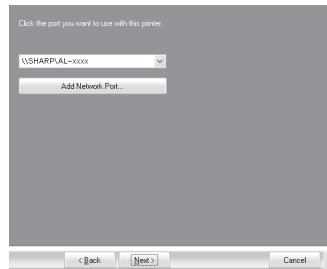 Click the port you want to use with this printer.
\\SHARP\AL-xxxx
Add Network Port...
< Back
Next >
Cancel